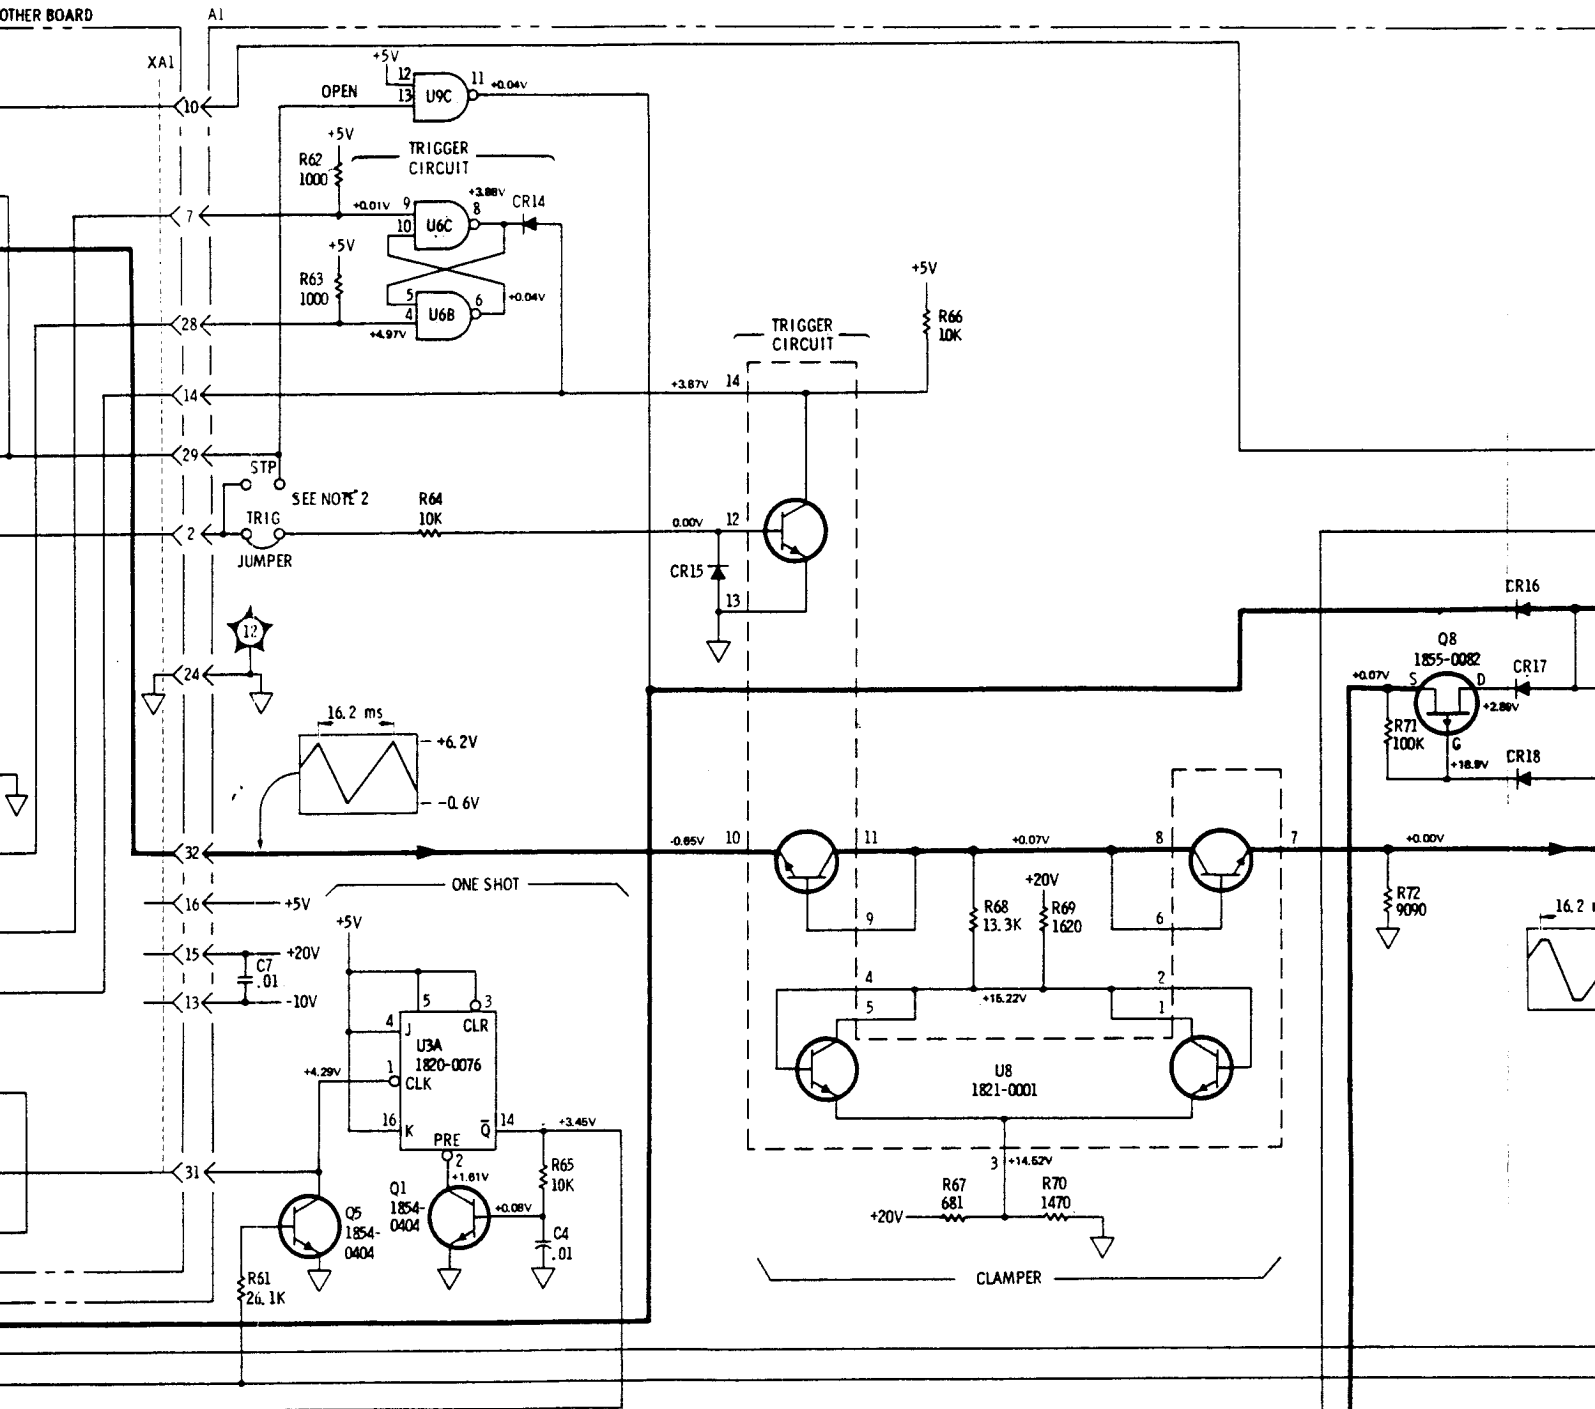 OTHER BOARD
A1
XA1
+5V
12
13
U9C
11
+0.04V
OPEN
10
+5V
R62
1000
TRIGGER
CIRCUIT
+3.88V
+0.01V
9
10
U6C
8
CR14
7
+5V
R63
1000
5
4
U6B
6
+0.04V
+4.97V
28
+5V
R66
10K
TRIGGER
CIRCUIT
14
+3.87V
14
29
STP
SEE NOTE 2
2
TRIG
JUMPER
R64
10K
0.00V
12
CR15
13
12
24
CR16
Q8
1855-0082
CR17
+0.07V
S
D
+2.89V
R71
100K
G
+18.9V
CR18
16.2 ms
+6.2V
-0.6V
32
-0.65V
10
11
+0.07V
8
7
+0.00V
9
R68
13.3K
+20V
R69
1620
6
R72
9090
16.2
ONE SHOT
16
+5V
+5V
15
+20V
C7
.01
13
-10V
4
5
+15.22V
2
1
5
3
CLR
4
J
U3A
1820-0076
+4.29V
1
CLK
16
K
Q
14
+3.45V
PRE
2
+1.61V
U8
1821-0001
31
R65
10K
Q1
1854-
0404
+0.08V
C4
.01
Q5
1854-
0404
R61
26.1K
3
+14.52V
R67
681
R70
1470
+20V
CLAMPER